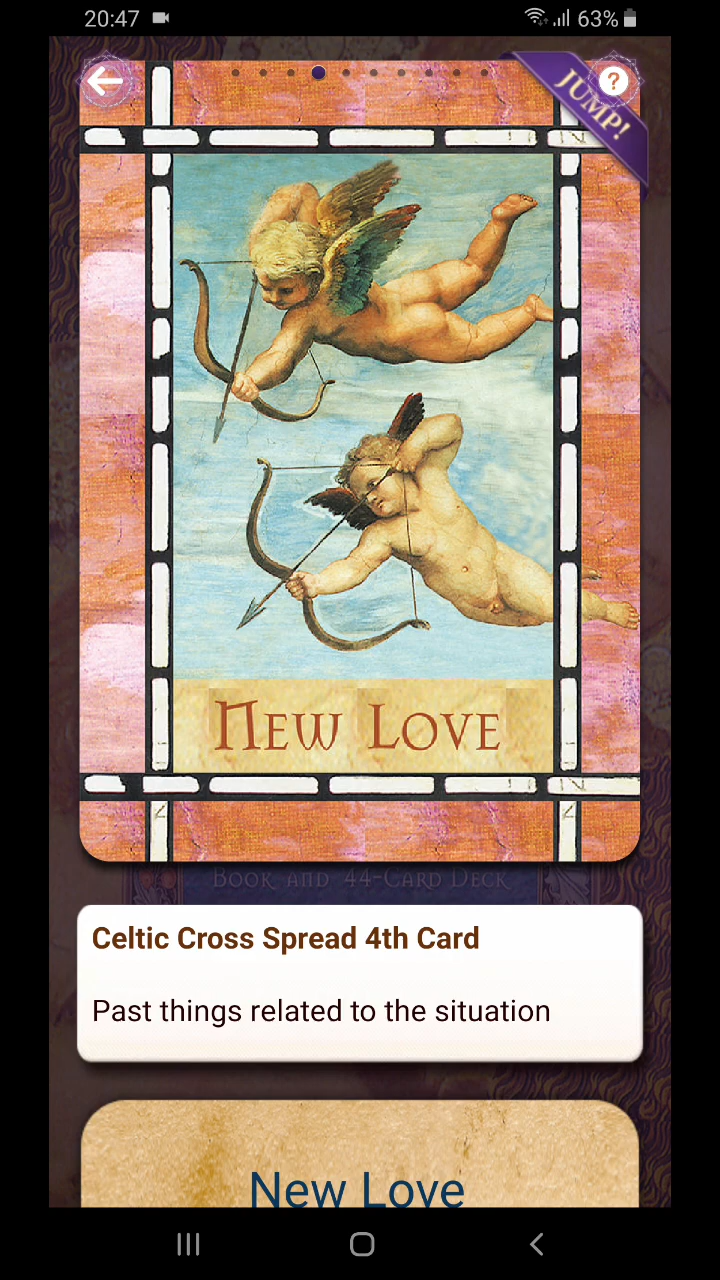 20:47
63%
?
JUMP!
New Love
Book and 44-Card Deck
Celtic Cross Spread 4th Card
Past things related to the situation
New Love